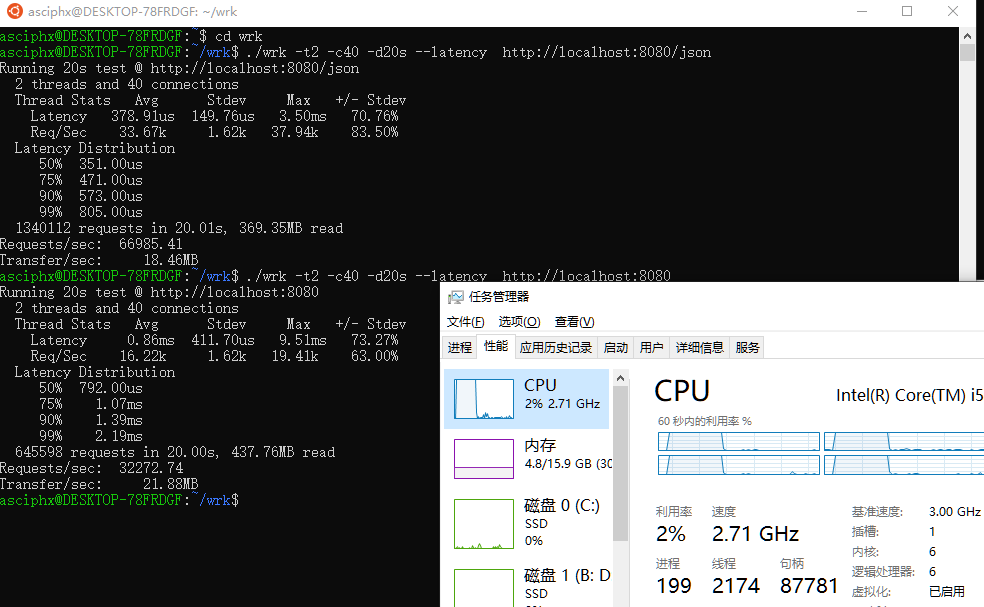 asciphx@DESKTOP-78FRDGF: ~/wrk
asciphx@DESKTOP-78FRDGF:~$ cd wrk
asciphx@DESKTOP-78FRDGF:~/wrk$ ./wrk -t2 -c40 -d20s --latency  http://localhost:8080/json
Running 20s test @ http://localhost:8080/json
  2 threads and 40 connections
  Thread Stats   Avg      Stdev     Max   +/- Stdev
    Latency   378.91us  149.76us   3.50ms   70.76%
    Req/Sec    33.67k     1.62k   37.94k    83.50%
  Latency Distribution
     50%  351.00us
     75%  471.00us
     90%  573.00us
     99%  805.00us
  1340112 requests in 20.01s, 369.35MB read
Requests/sec:  66985.41
Transfer/sec:     18.46MB
asciphx@DESKTOP-78FRDGF:~/wrk$ ./wrk -t2 -c40 -d20s --latency  http://localhost:8080
Running 20s test @ http://localhost:8080
  2 threads and 40 connections
  Thread Stats   Avg      Stdev     Max   +/- Stdev
    Latency     0.86ms  411.70us   9.51ms   73.27%
    Req/Sec    16.22k     1.62k   19.41k    63.00%
  Latency Distribution
     50%  792.00us
     75%    1.07ms
     90%    1.39ms
     99%    2.19ms
  645598 requests in 20.00s, 437.76MB read
Requests/sec:  32272.74
Transfer/sec:     21.88MB
asciphx@DESKTOP-78FRDGF:~/wrk$
任务管理器
文件(F) 选项(O) 查看(V)
进程 性能 应用历史记录 启动 用户 详细信息 服务
CPU
2% 2.71 GHz
内存
4.8/15.9 GB (30
磁盘 0 (C:)
SSD
0%
磁盘 1 (B: D
SSD
CPU Intel(R) Core(TM) i5
60 秒内的利用率 %
利用率 速度
2% 2.71 GHz
进程 线程 句柄
199 2174 87781
基准速度: 3.00 GHz
插槽: 1
内核: 6
逻辑处理器: 6
虚拟化: 已启用